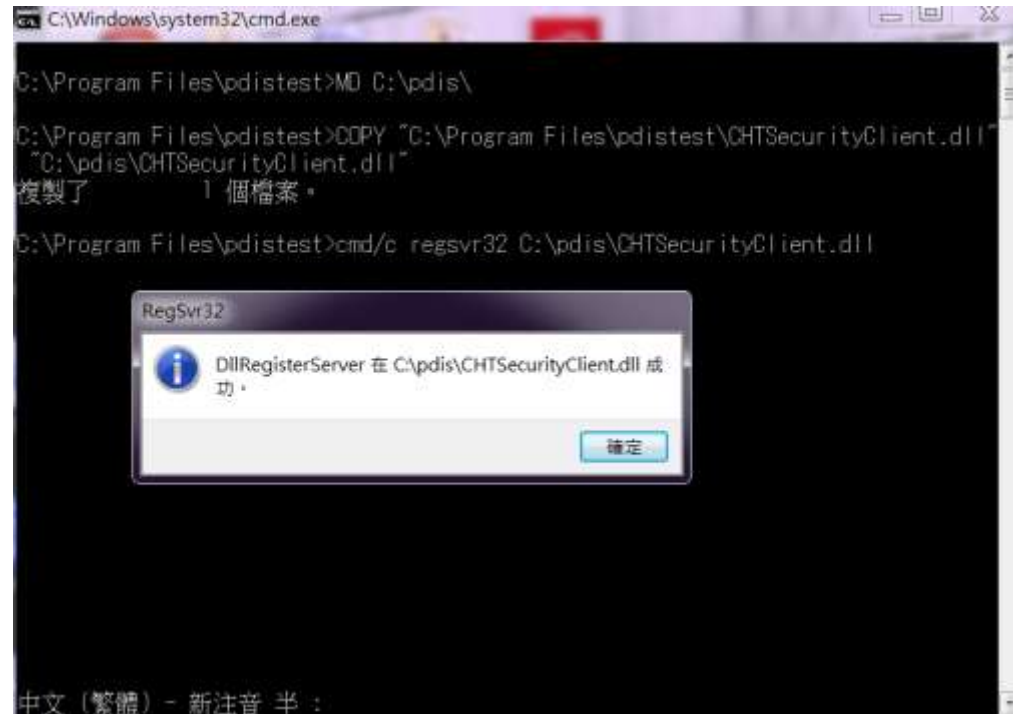 C:\Windows\system32\cmd.exe
C:\Program Files\pdistest>MD C:\pdis\
C:\Program Files\pdistest>COPY "C:\Program Files\pdistest\CHTSecurityClient.dll"
"C:\pdis\CHTSecurityClient.dll"
複製了 1 個檔案。
C:\Program Files\pdistest>cmd/c regsvr32 C:\pdis\CHTSecurityClient.dll
RegSvr32
DllRegisterServer 在 C:\pdis\CHTSecurityClient.dll 成
功。
確定
中文 (繁體) - 新注音 半 :